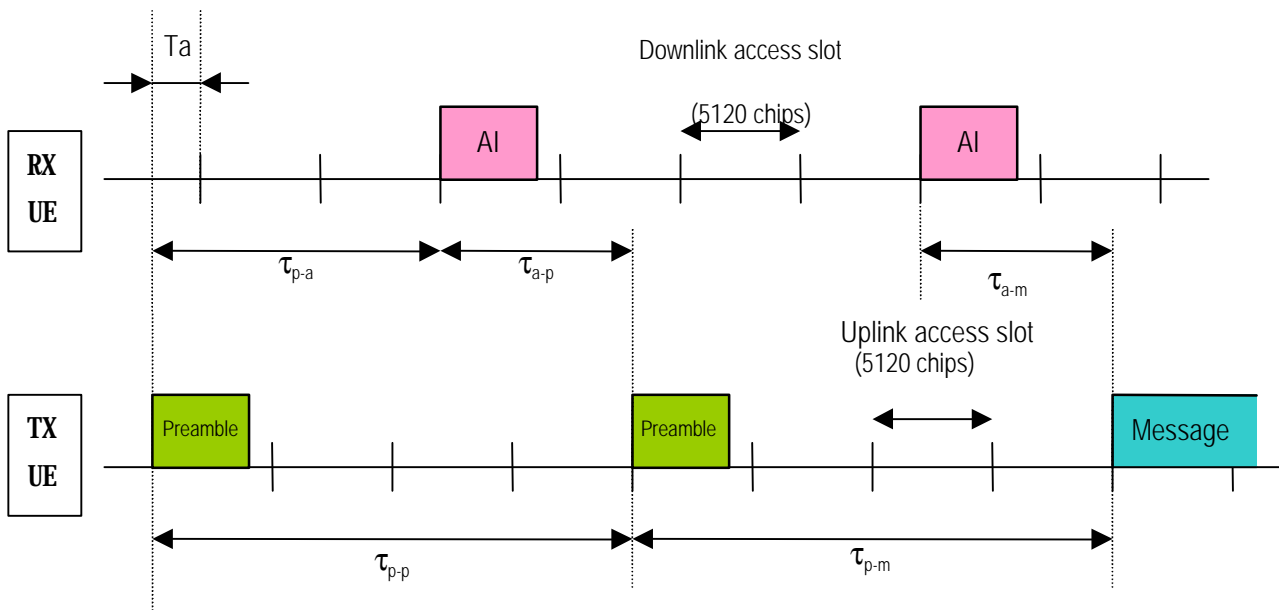 Ta
Downlink access slot
(5120 chips)
RX
UE
AI
AI
τp-a
τa-p
τa-m
Uplink access slot
(5120 chips)
TX
UE
Preamble
Preamble
Message
τp-p
τp-m